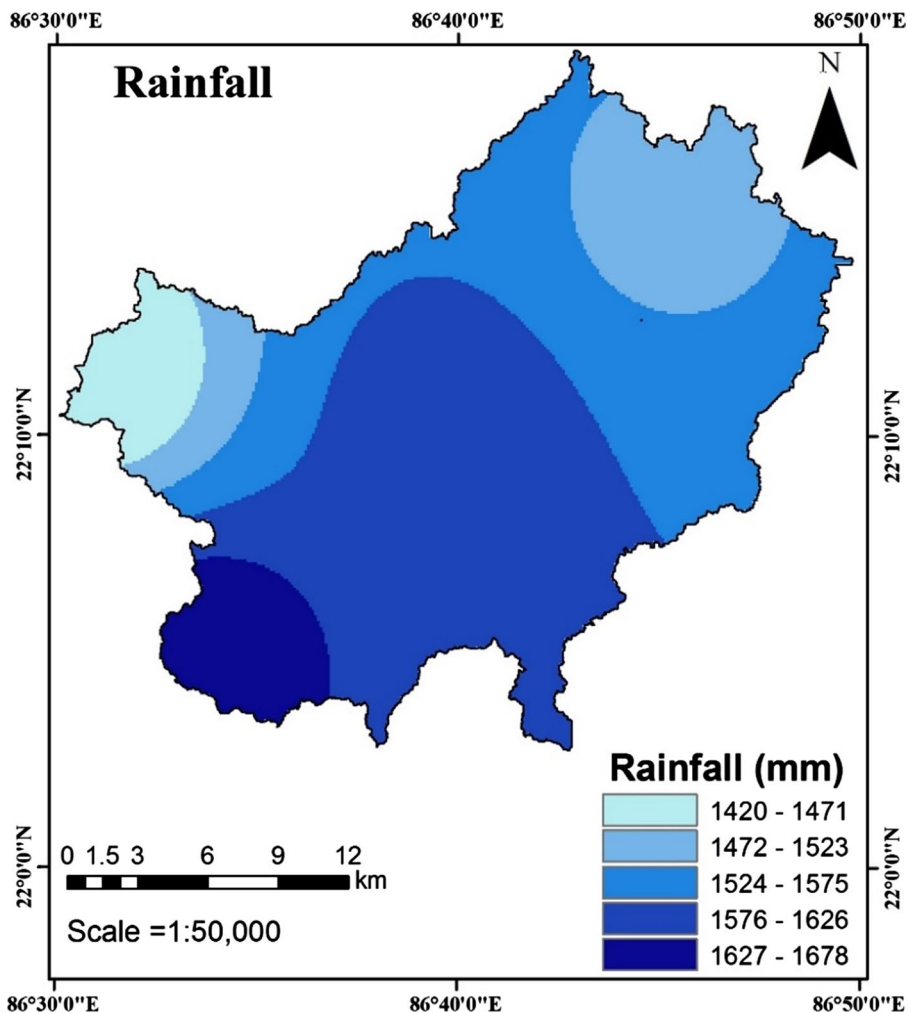 86°30'0"E 86°40'0"E 86°50'0"E
Rainfall
N
22°10'0"N 22°10'0"N
22°0'0"N 22°0'0"N
Rainfall (mm)
1420 - 1471
1472 - 1523
1524 - 1575
1576 - 1626
1627 - 1678
0 1.5 3 6 9 12
km
Scale =1:50,000
86°30'0"E 86°40'0"E 86°50'0"E